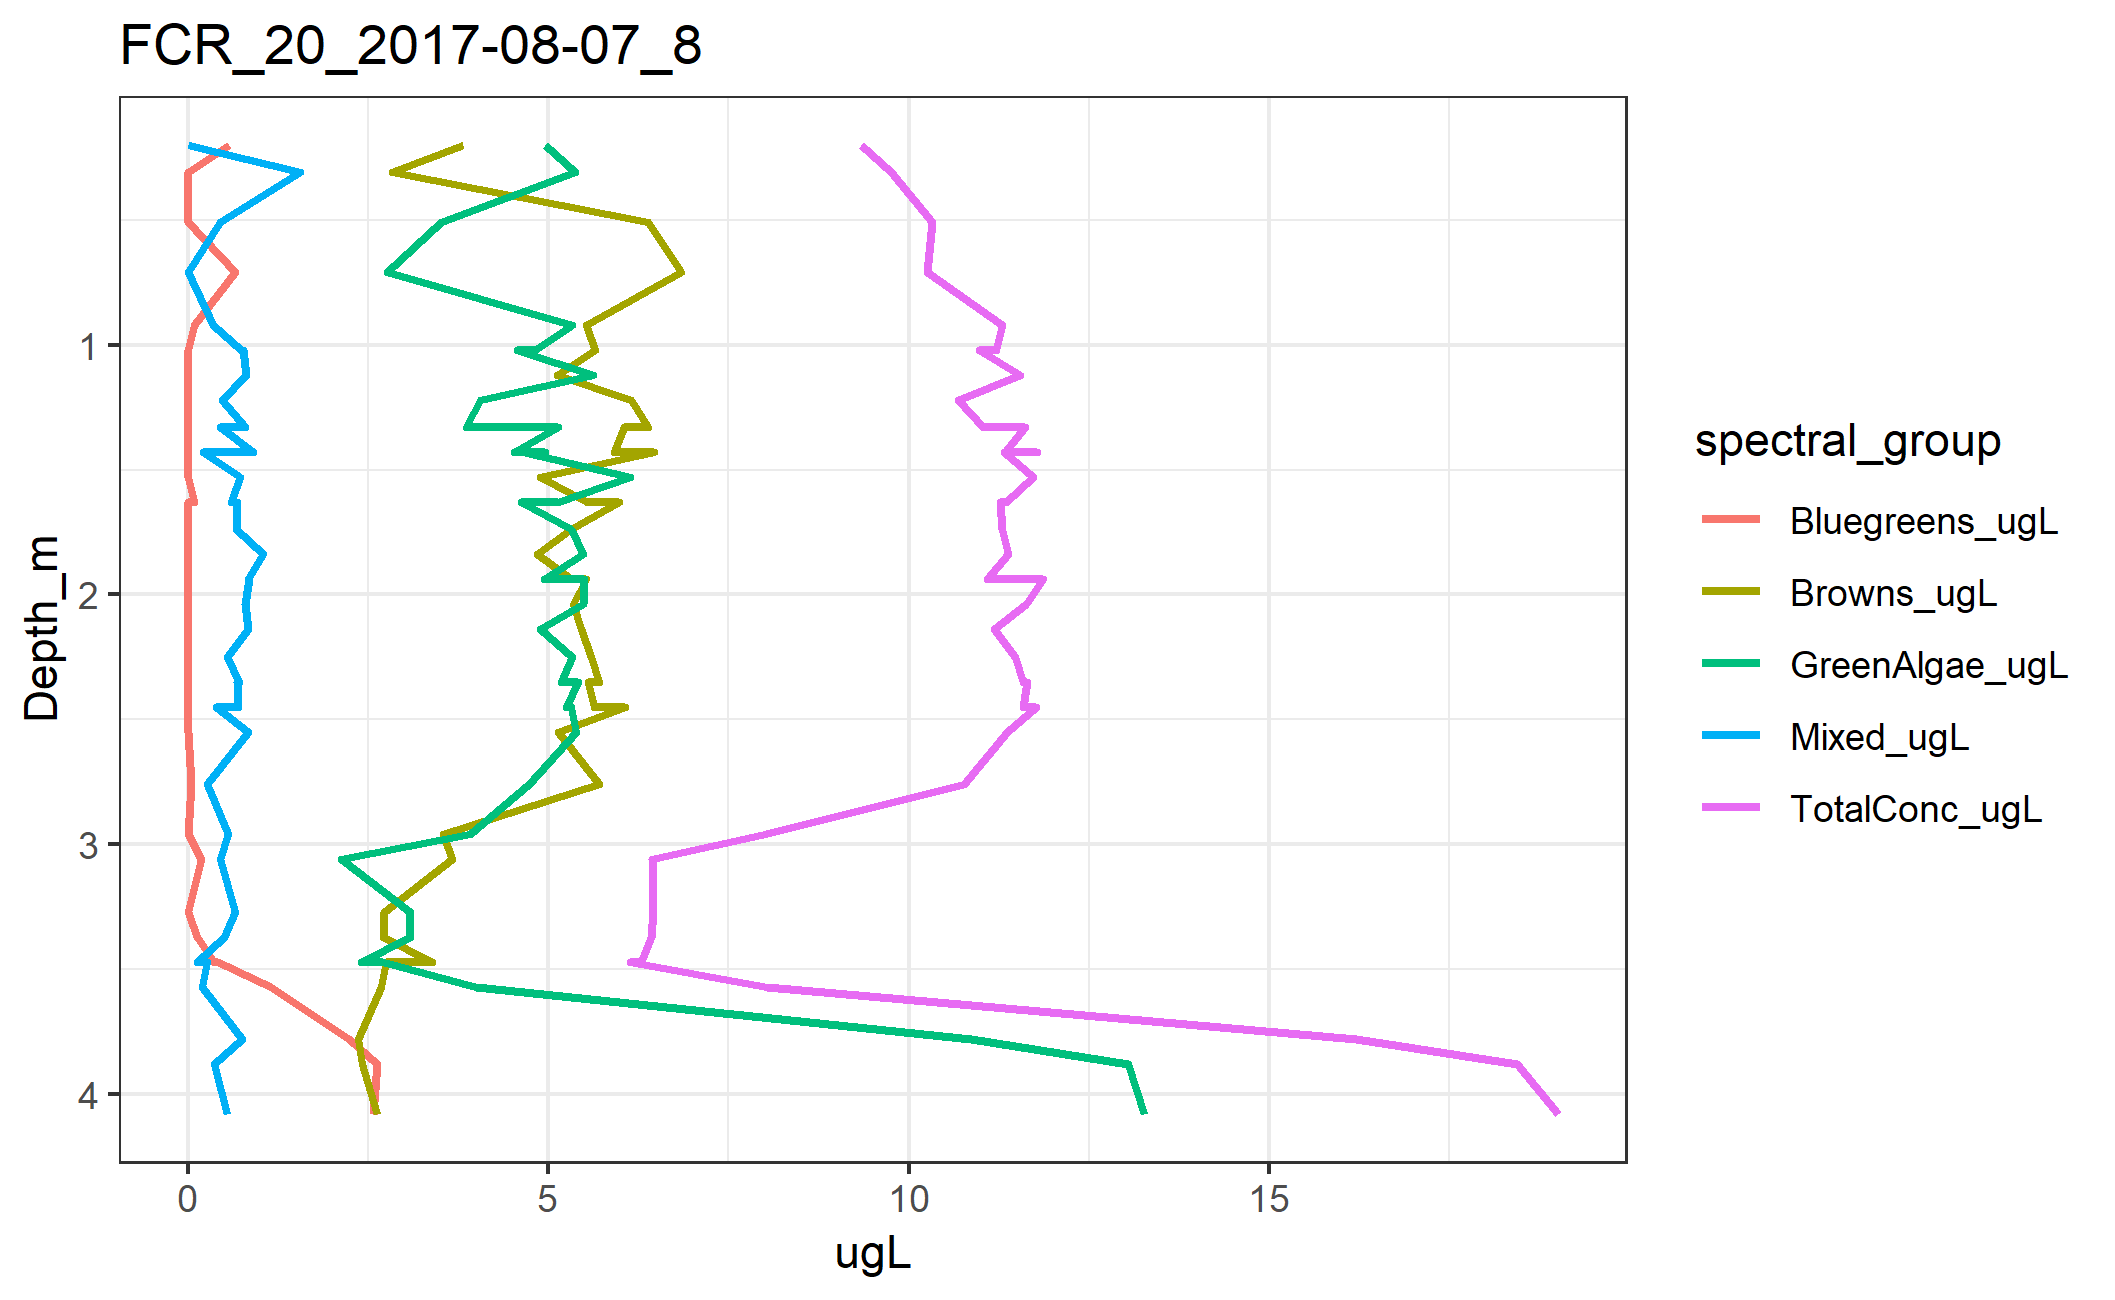 FCR_20_2017-08-07_8
Depth_m
1
2
3
4
0
5
10
15
ugL
spectral_group
Bluegreens_ugL
Browns_ugL
GreenAlgae_ugL
Mixed_ugL
TotalConc_ugL